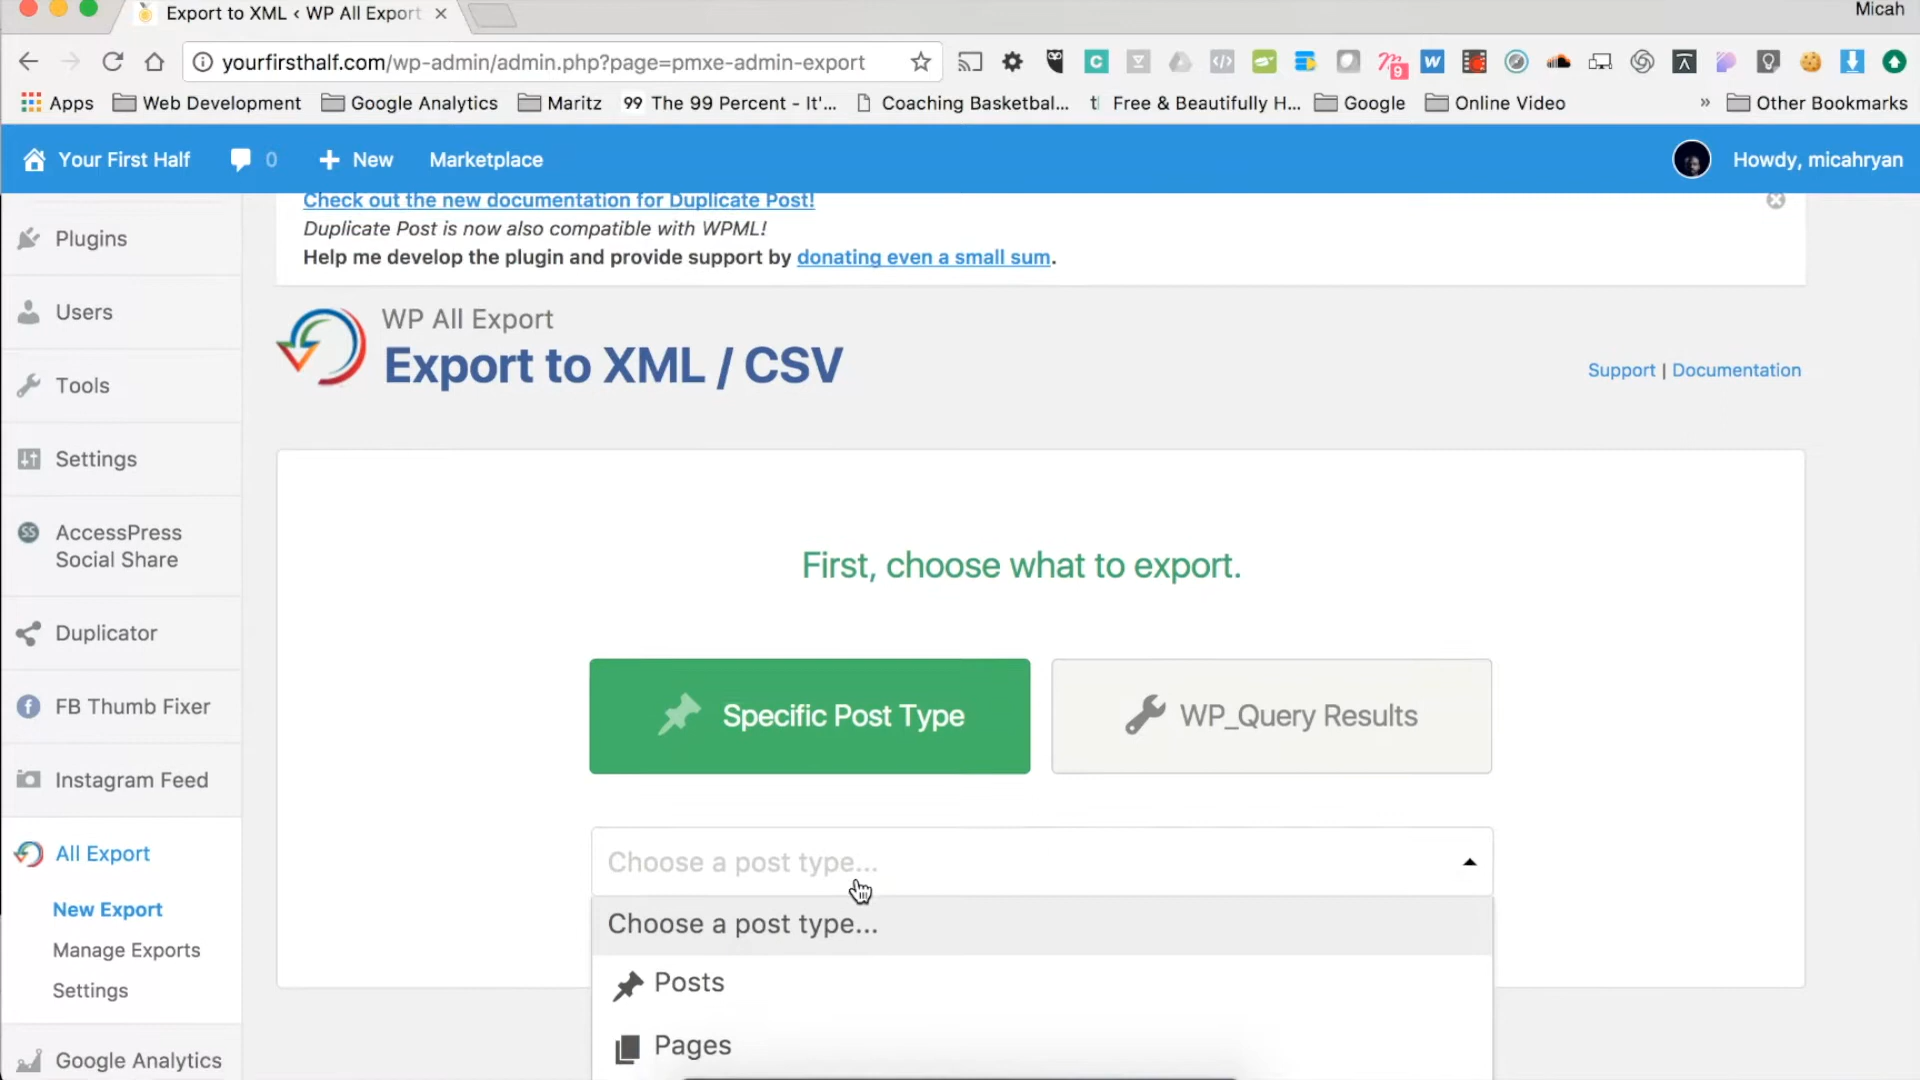 Export to XML ‹ WP All Export
Micah
yourfirsthalf.com/wp-admin/admin.php?page=pmxe-admin-export
9
Apps
Web Development
Google Analytics
Maritz
99 The 99 Percent - It'...
Coaching Basketbal...
Free & Beautifully H...
Google
Online Video
» Other Bookmarks
Your First Half
0
New
Marketplace
Howdy, micahryan
Check out the new documentation for Duplicate Post!
Duplicate Post is now also compatible with WPML!
Help me develop the plugin and provide support by donating even a small sum.
Plugins
Users
Tools
Settings
AccessPress
Social Share
Duplicator
FB Thumb Fixer
Instagram Feed
All Export
New Export
Manage Exports
Settings
Google Analytics
WP All Export
Export to XML / CSV
Support | Documentation
First, choose what to export.
Specific Post Type
WP_Query Results
Choose a post type...
Choose a post type...
Posts
Pages